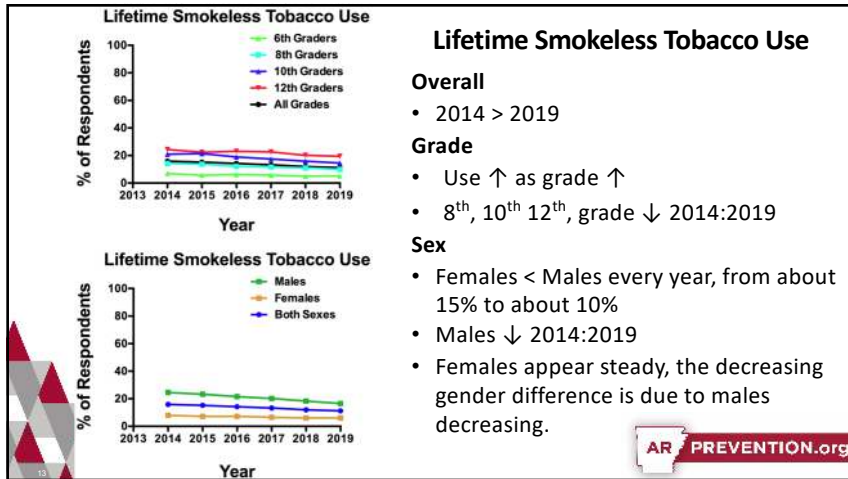 Lifetime Smokeless Tobacco Use
% of Respondents
100
80
60
40
20
0
6th Graders
8th Graders
10th Graders
12th Graders
All Grades
2013 2014 2015 2016 2017 2018 2019
Year
Lifetime Smokeless Tobacco Use
% of Respondents
100
80
60
40
20
0
Males
Females
Both Sexes
2013 2014 2015 2016 2017 2018 2019
Year
13
Lifetime Smokeless Tobacco Use
Overall
• 2014 > 2019
Grade
• Use ↑ as grade ↑
• 8th, 10th 12th, grade ↓ 2014:2019
Sex
• Females < Males every year, from about
15% to about 10%
• Males ↓ 2014:2019
• Females appear steady, the decreasing
gender difference is due to males
decreasing.
AR PREVENTION.org